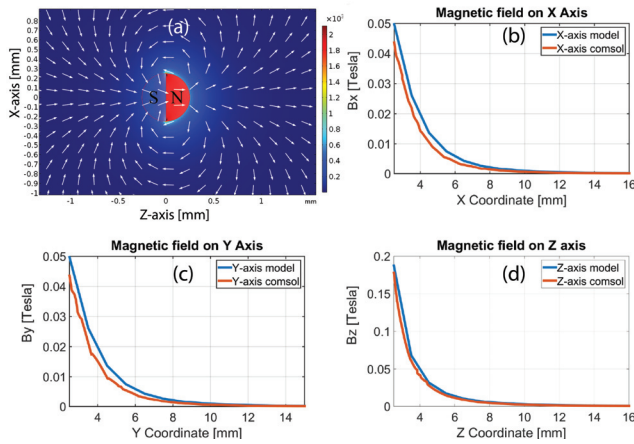 (a)
×10²
X-axis [mm]
0.9
0.8
0.7
0.6
0.5
0.4
0.3
0.2
0.1
0
-0.1
-0.2
-0.3
-0.4
-0.5
-0.6
-0.7
-0.8
-0.9
-1
S N
2
1.8
1.6
1.4
1.2
1
0.8
0.6
0.4
0.2
-1 -0.5 0 0.5 1 mm
Z-axis [mm]
Magnetic field on X Axis
(b)
X-axis model
X-axis comsol
Bx [Tesla]
0.05
0.04
0.03
0.02
0.01
0
4 6 8 10 12 14 16
X Coordinate [mm]
Magnetic field on Y Axis
(c)
Y-axis model
Y-axis comsol
By [Tesla]
0.05
0.04
0.03
0.02
0.01
0
4 6 8 10 12 14
Y Coordinate [mm]
Magnetic field on Z axis
(d)
Z-axis model
Z-axis comsol
Bz [Tesla]
0.2
0.15
0.1
0.05
0
4 6 8 10 12 14 16
Z Coordinate [mm]